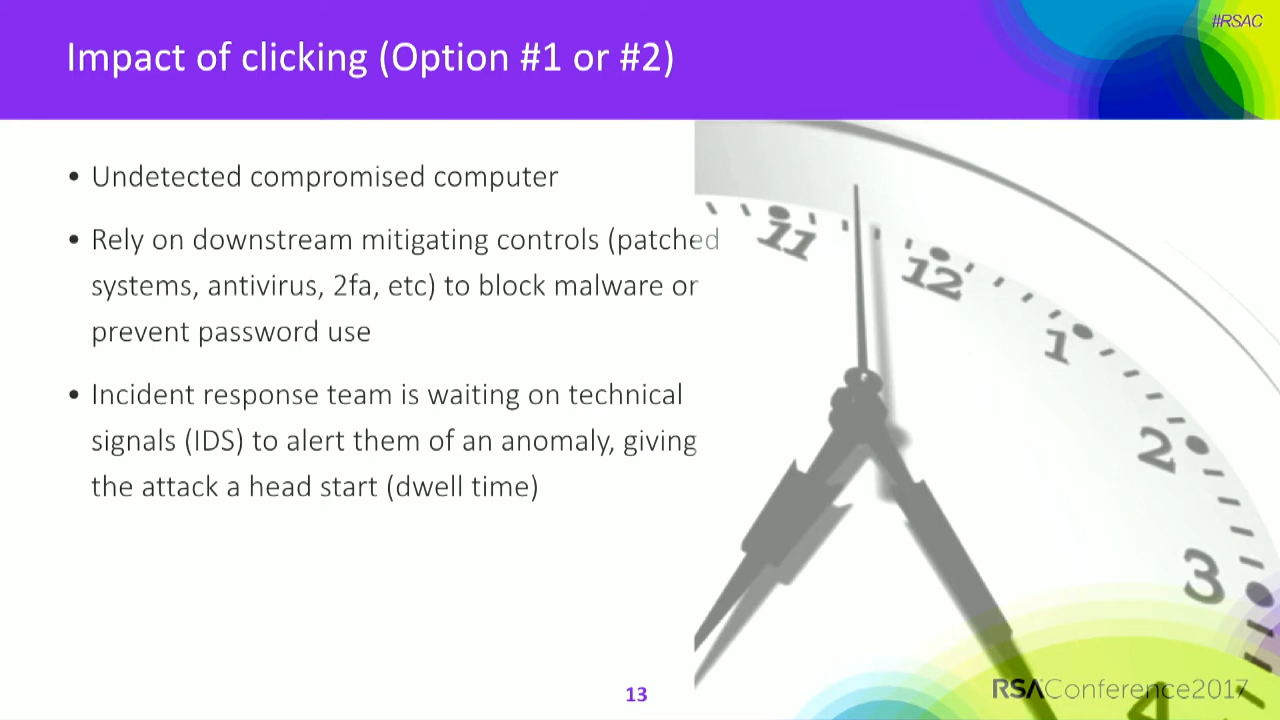 #RSAC
Impact of clicking (Option #1 or #2)
• Undetected compromised computer
• Rely on downstream mitigating controls (patched
systems, antivirus, 2fa, etc) to block malware or
prevent password use
• Incident response team is waiting on technical
signals (IDS) to alert them of an anomaly, giving
the attack a head start (dwell time)
11
12
1
2
3
4
13
RSAConference2017